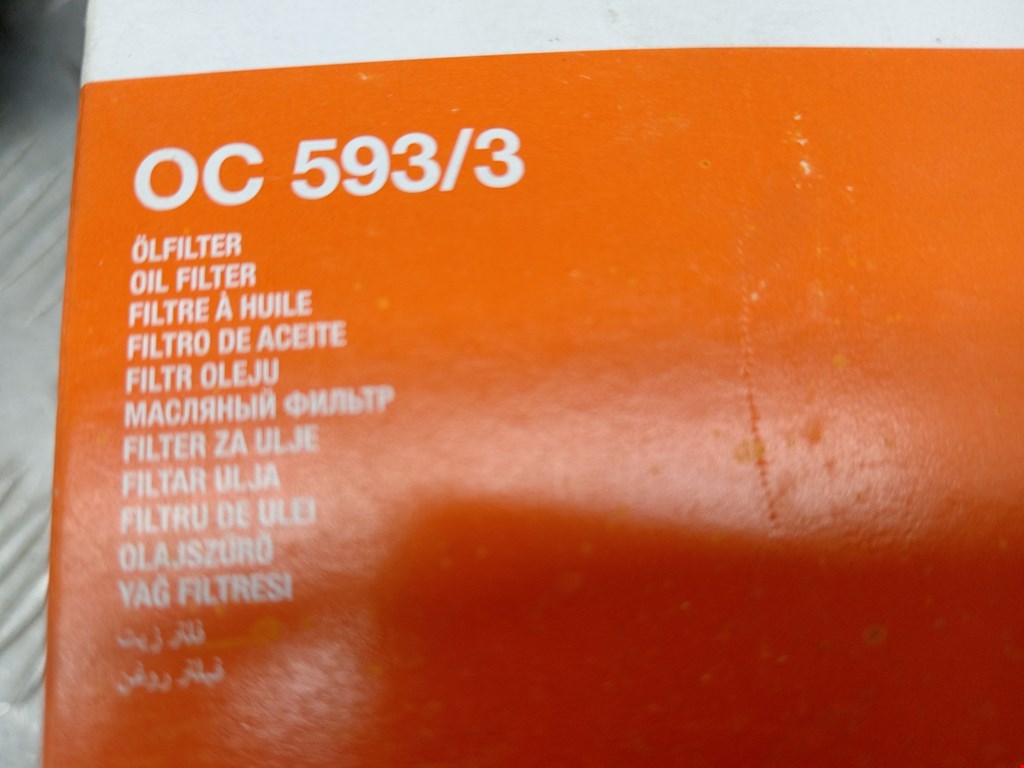 OC 593/3
ÖLFILTER
OIL FILTER
FILTRE À HUILE
FILTRO DE ACEITE
FILTR OLEJU
МАСЛЯНЫЙ ФИЛЬТР
FILTER ZA ULJE
FILTAR ULJA
FILTRU DE ULEI
OLAJSZŰRŐ
YAĞ FILTRESI
فلتر زيت
فیلتر روغن